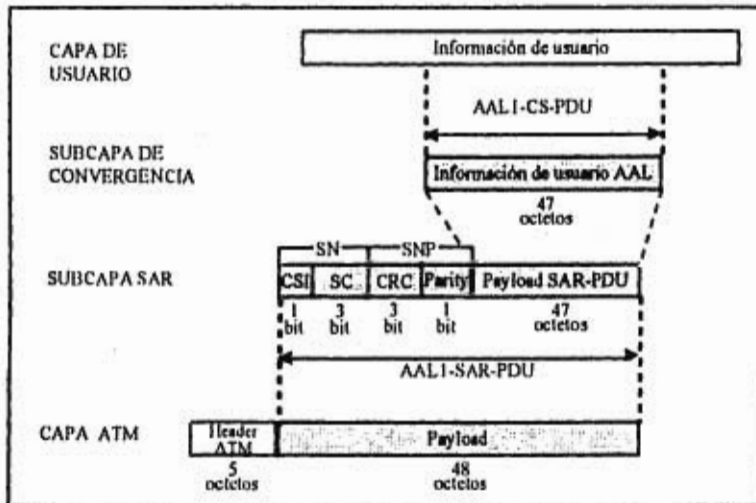 CAPA DE
USUARIO
Información de usuario
AAL1-CS-PDU
SUBCAPA DE
CONVERGENCIA
Información de usuario AAL
47
octetos
SN
SNP
SUBCAPA SAR
CSI
SC
CRC
Parity
Payload SAR-PDU
1
bit
3
bit
3
bit
1
bit
47
octetos
AAL1-SAR-PDU
CAPA ATM
Header
ATM
Payload
5
octetos
48
octetos